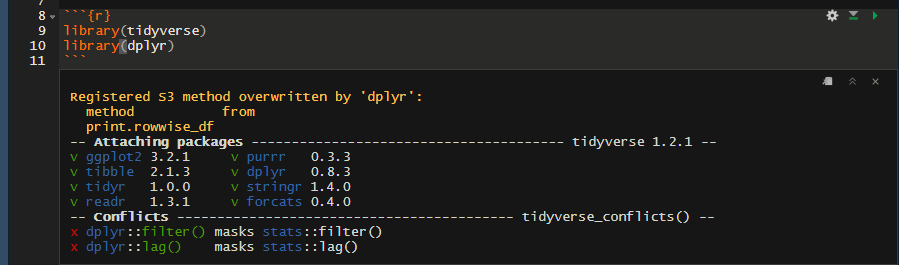 7
8 ```{r}
9 library(tidyverse)
10 library(dplyr)
11 ```
Registered S3 method overwritten by 'dplyr':
  method           from
  print.rowwise_df
-- Attaching packages --------------------------------------- tidyverse 1.2.1 --
v ggplot2 3.2.1     v purrr   0.3.3
v tibble  2.1.3     v dplyr   0.8.3
v tidyr   1.0.0     v stringr 1.4.0
v readr   1.3.1     v forcats 0.4.0
-- Conflicts ------------------------------------------ tidyverse_conflicts() --
x dplyr::filter() masks stats::filter()
x dplyr::lag()    masks stats::lag()